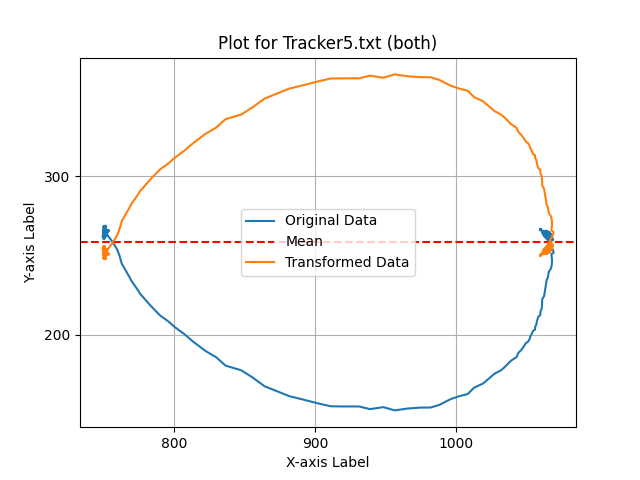 Plot for Tracker5.txt (both)
Y-axis Label
300
200
Original Data
Mean
Transformed Data
800
900
1000
X-axis Label